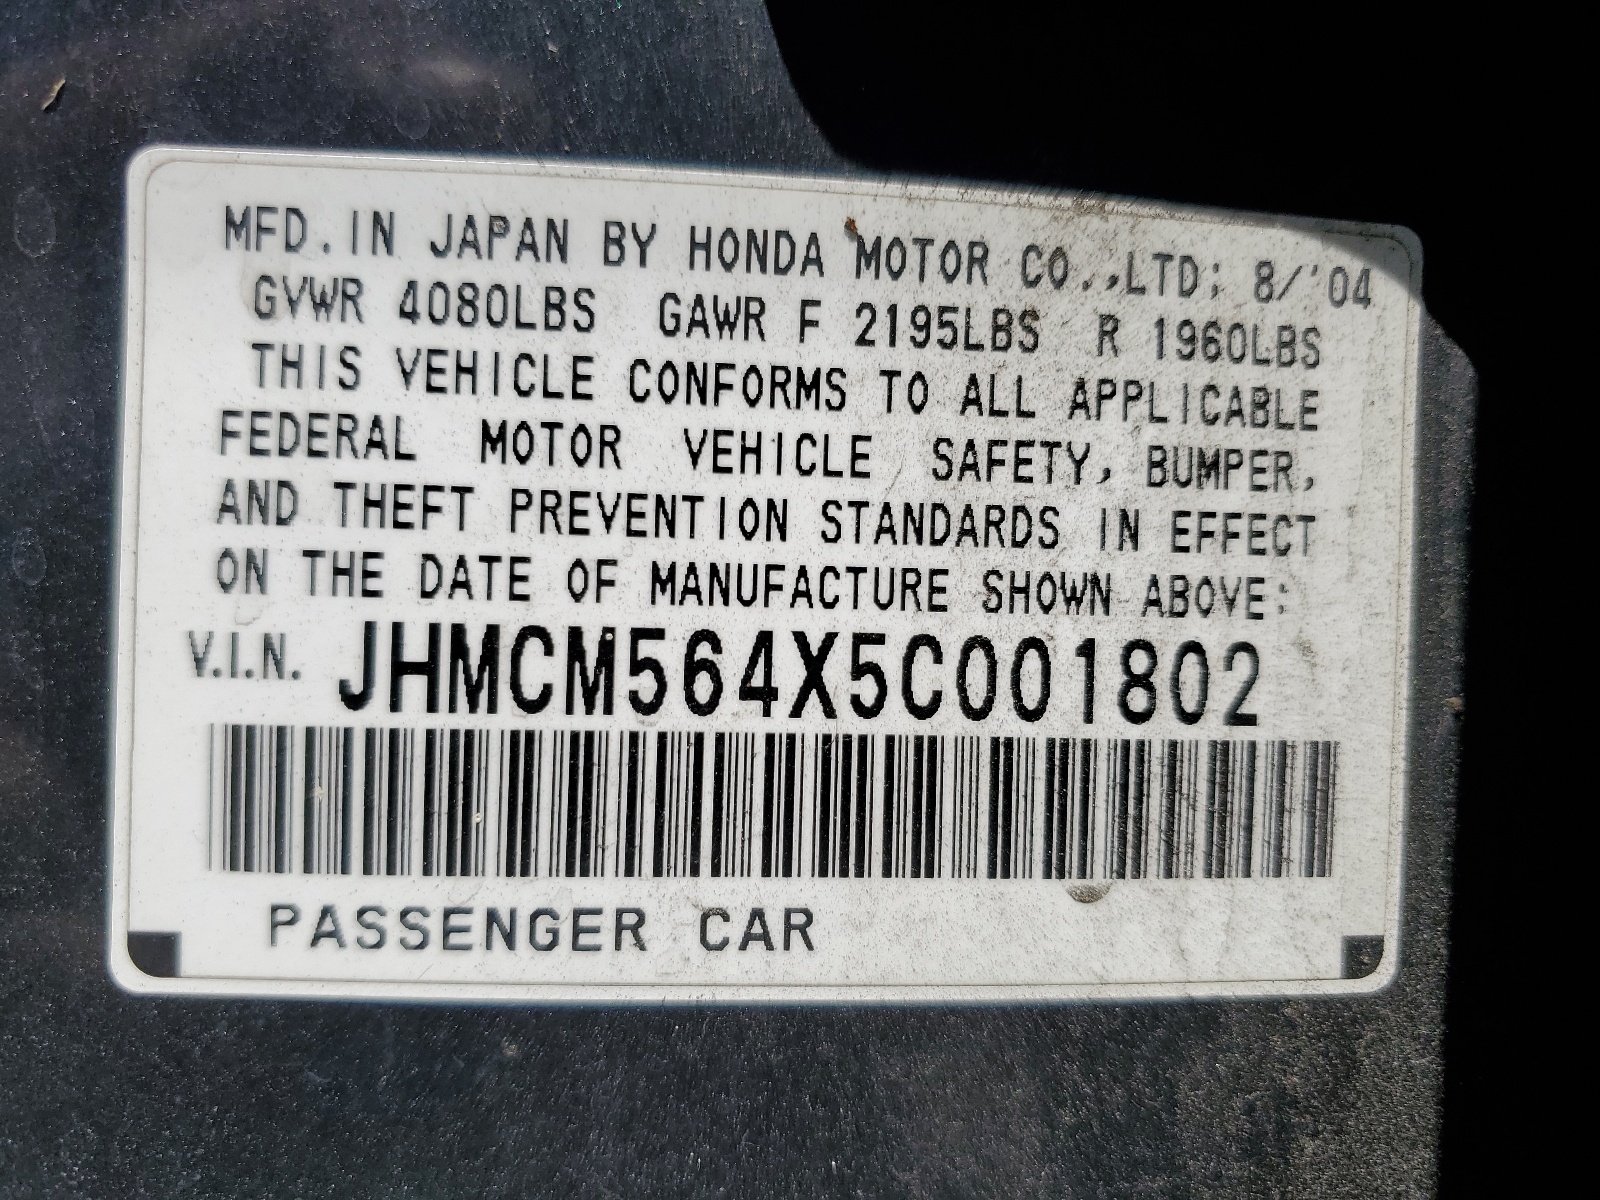 MFD. IN JAPAN BY HONDA MOTOR CO.,LTD; 8/'04
GVWR 4080LBS GAWR F 2195LBS R 1960LBS
THIS VEHICLE CONFORMS TO ALL APPLICABLE
FEDERAL MOTOR VEHICLE SAFETY, BUMPER,
AND THEFT PREVENTION STANDARDS IN EFFECT
ON THE DATE OF MANUFACTURE SHOWN ABOVE:
V.I.N. JHMCM564X5C001802
PASSENGER CAR